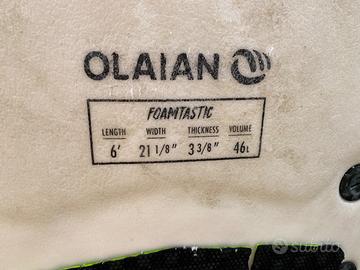 OLAIAN
FOAMTASTIC
LENGTH WIDTH THICKNESS VOLUME
6' 21 1/8" 3 3/8" 46L
subito